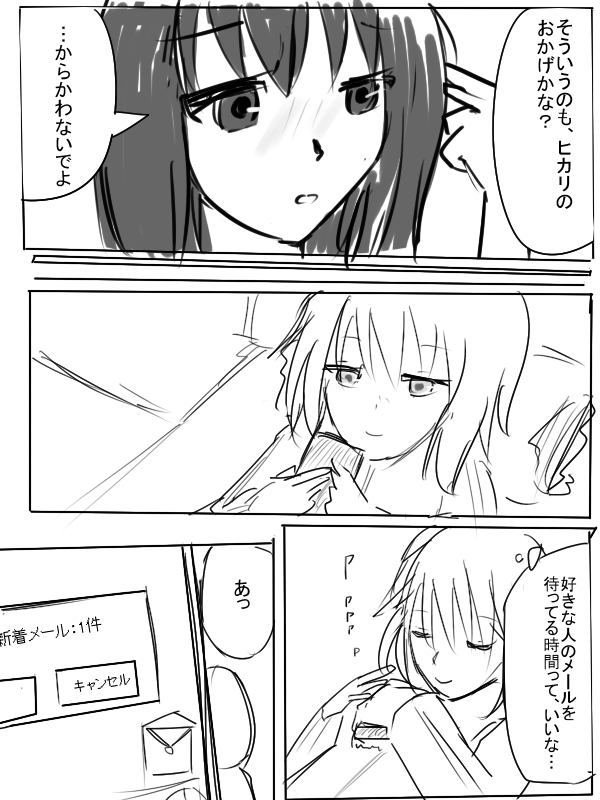 そういうのも、ヒカリの
おかげかな？
…からかわないでよ
好きな人のメールを
待ってる時間って、いいな…
P
P
P
P
P
あっ
新着メール：1件
キャンセル